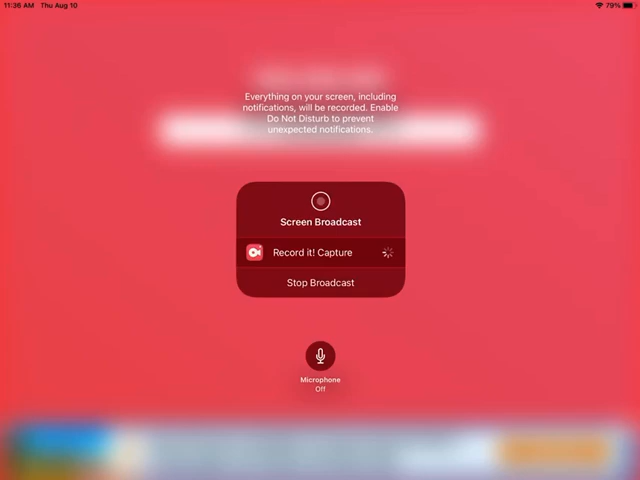 11:36 AM Thu Aug 10
79%
Everything on your screen, including
notifications, will be recorded. Enable
Do Not Disturb to prevent
unexpected notifications.
Screen Broadcast
Record it! Capture
Stop Broadcast
Microphone
Off